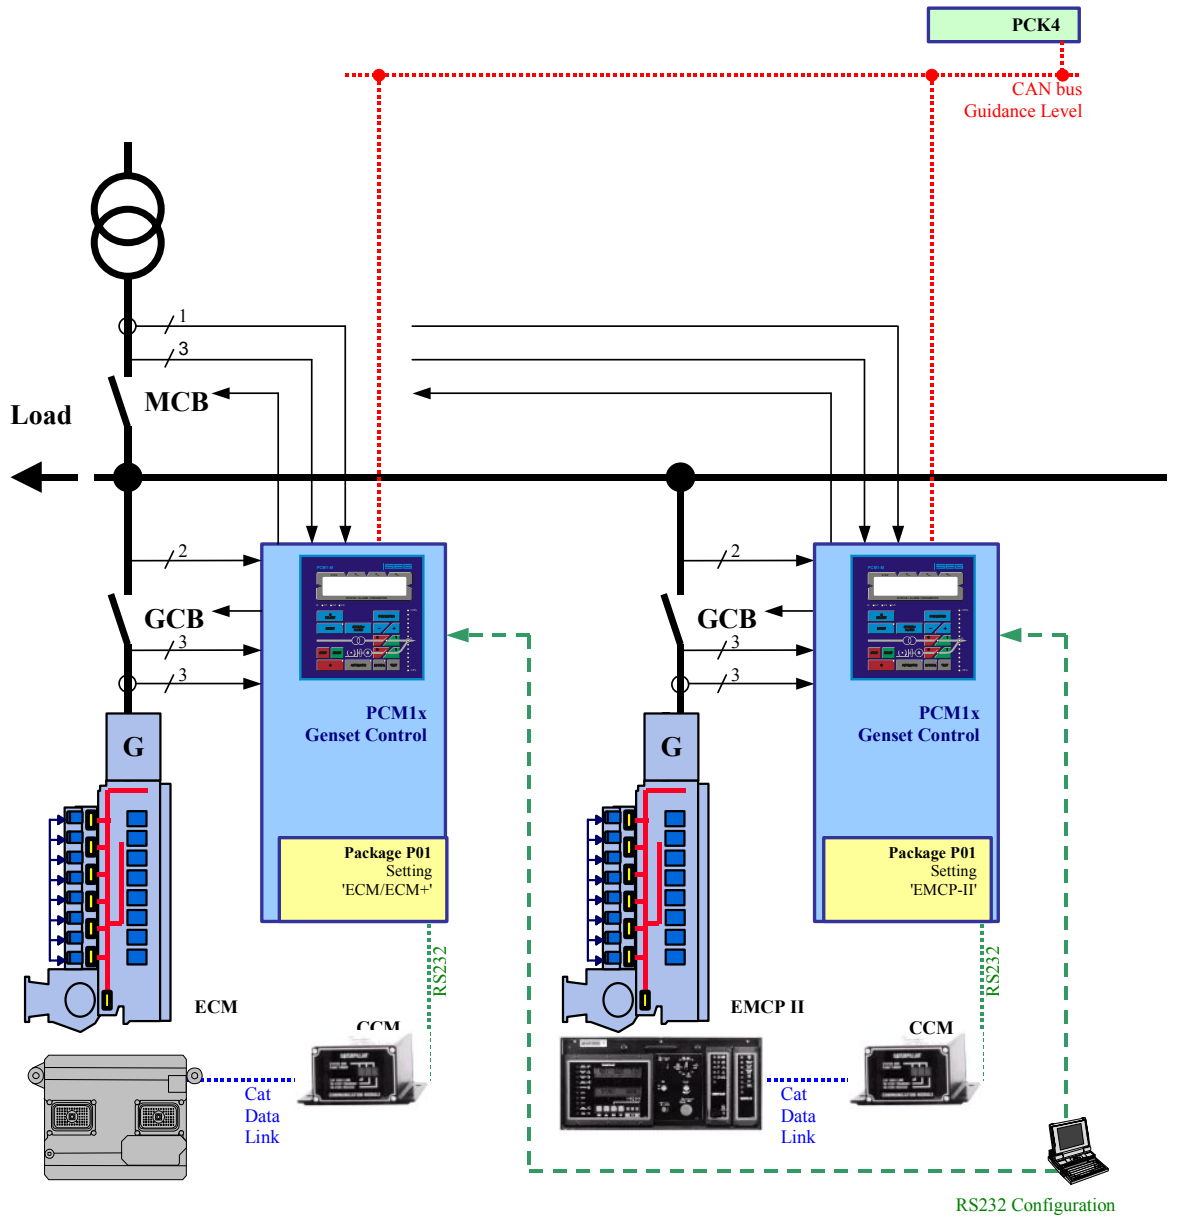 PCK4
CAN bus
Guidance Level
1
3
MCB
Load
2
2
GCB
GCB
3
3
3
3
PCM1x
Genset Control
PCM1x
Genset Control
G
G
Package P01
Setting
'ECM/ECM+'
Package P01
Setting
'EMCP-II'
RS232
RS232
ECM
EMCP II
CCM
CCM
Cat
Data
Link
Cat
Data
Link
RS232 Configuration